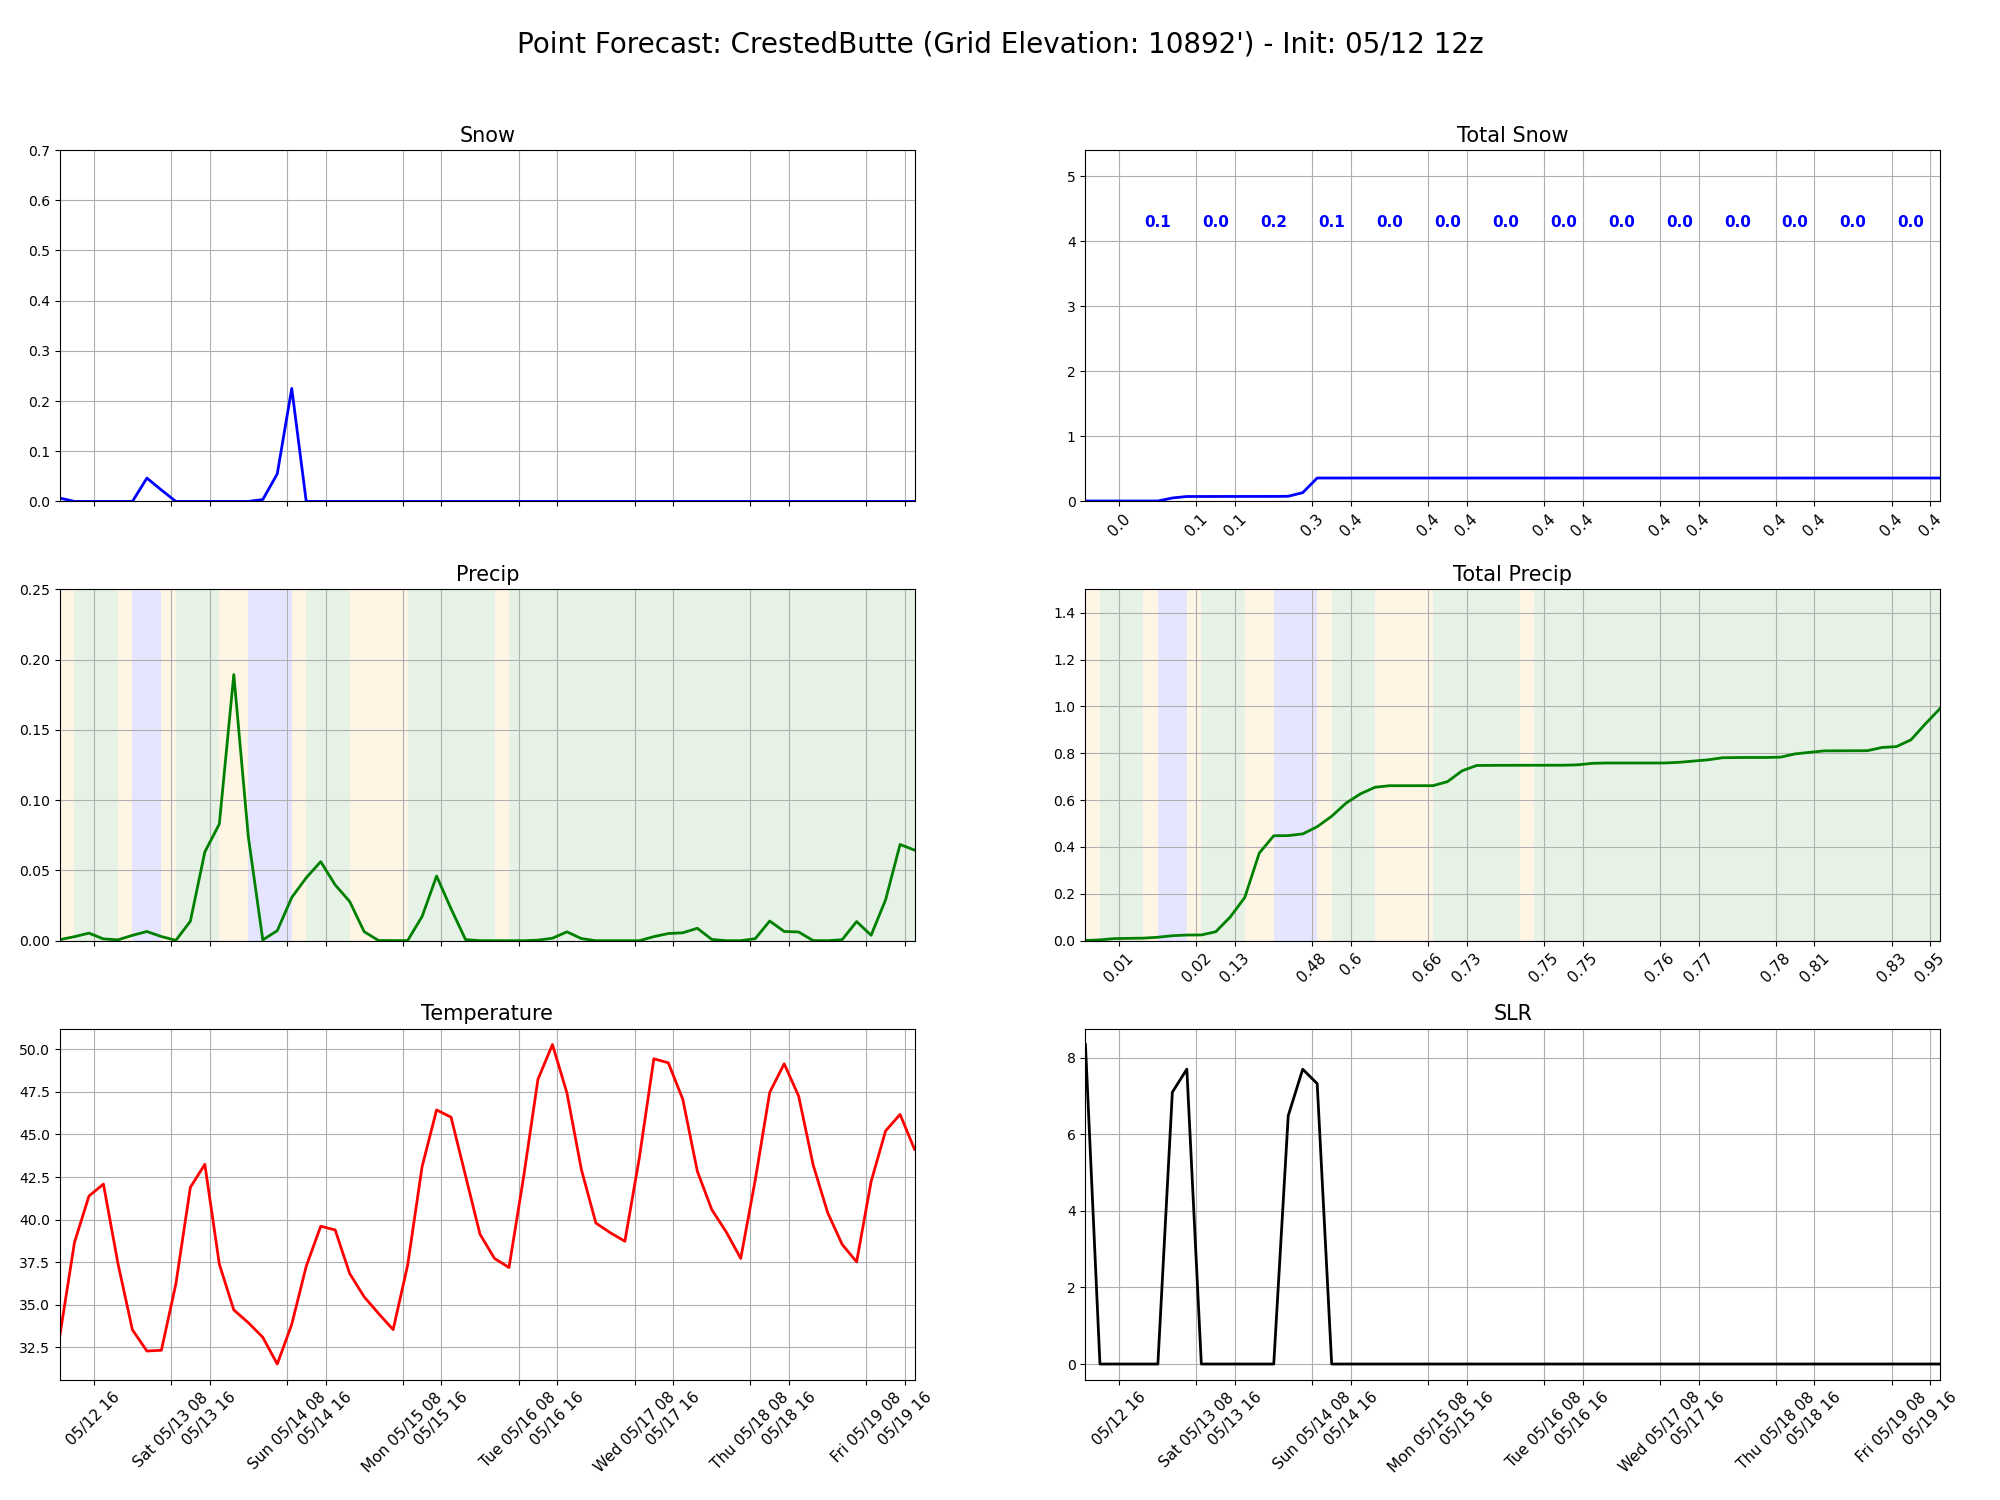 Point Forecast: CrestedButte (Grid Elevation: 10892') - Init: 05/12 12z
Snow
0.7
0.6
0.5
0.4
0.3
0.2
0.1
0.0
Total Snow
5
4
3
2
1
0
0.1 0.0 0.2 0.1 0.0 0.0 0.0 0.0 0.0 0.0 0.0 0.0 0.0 0.0
0.0 0.1 0.1 0.3 0.4 0.4 0.4 0.4 0.4 0.4 0.4 0.4 0.4 0.4 0.4
Precip
0.25
0.20
0.15
0.10
0.05
0.00
Total Precip
1.4
1.2
1.0
0.8
0.6
0.4
0.2
0.0
0.01 0.02 0.13 0.48 0.6 0.66 0.73 0.75 0.75 0.76 0.77 0.78 0.81 0.83 0.95
Temperature
50.0
47.5
45.0
42.5
40.0
37.5
35.0
32.5
05/12 16
Sat 05/13 08
05/13 16
Sun 05/14 08
05/14 16
Mon 05/15 08
05/15 16
Tue 05/16 08
05/16 16
Wed 05/17 08
05/17 16
Thu 05/18 08
05/18 16
Fri 05/19 08
05/19 16
SLR
8
6
4
2
0
05/12 16
Sat 05/13 08
05/13 16
Sun 05/14 08
05/14 16
Mon 05/15 08
05/15 16
Tue 05/16 08
05/16 16
Wed 05/17 08
05/17 16
Thu 05/18 08
05/18 16
Fri 05/19 08
05/19 16